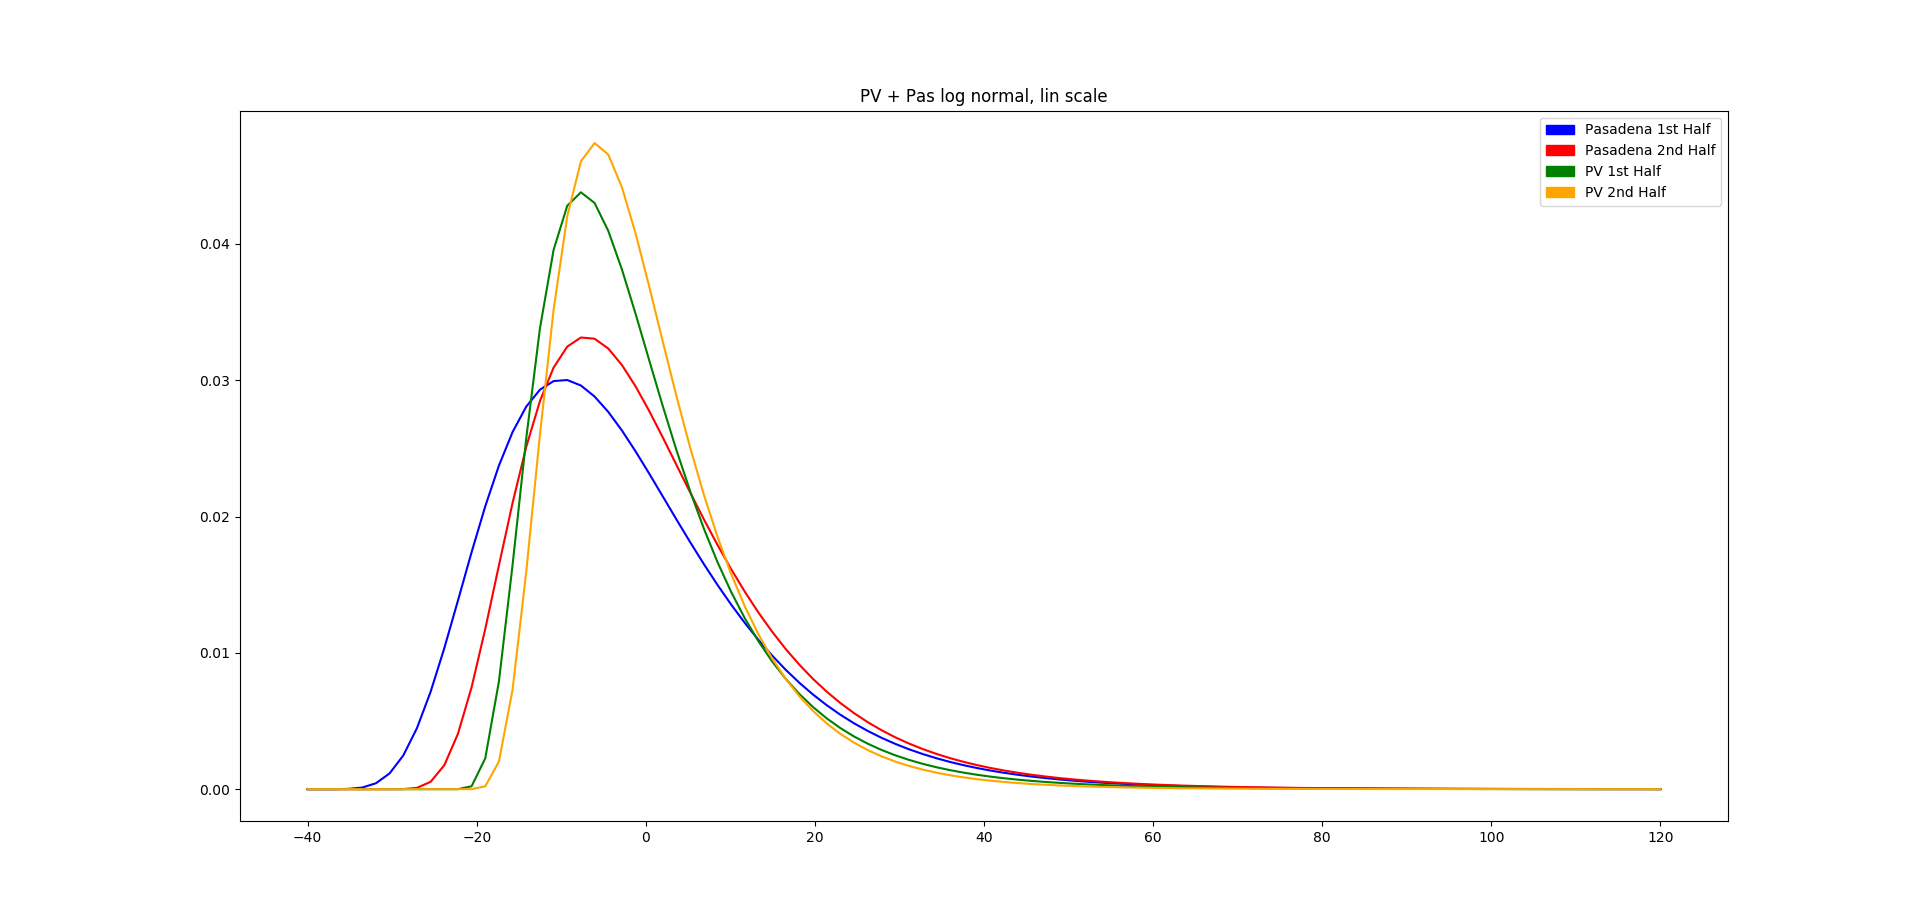 PV + Pas log normal, lin scale
Pasadena 1st Half
Pasadena 2nd Half
PV 1st Half
PV 2nd Half
0.04
0.03
0.02
0.01
0.00
−40 −20 0 20 40 60 80 100 120